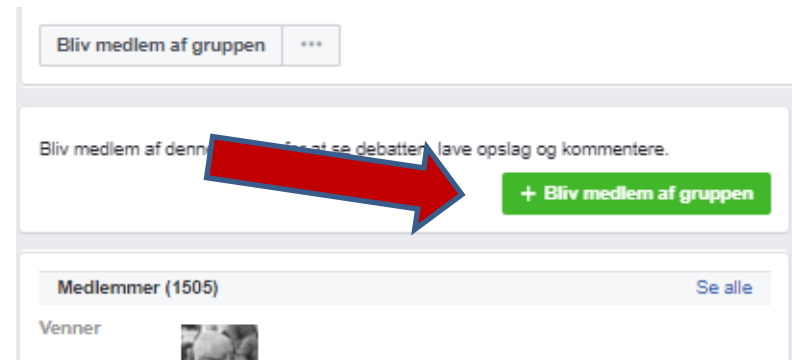 Bliv medlem af gruppen ...
Bliv medlem af denne for at se debatten, lave opslag og kommentere.
+ Bliv medlem af gruppen
Medlemmer (1505) Se alle
Venner